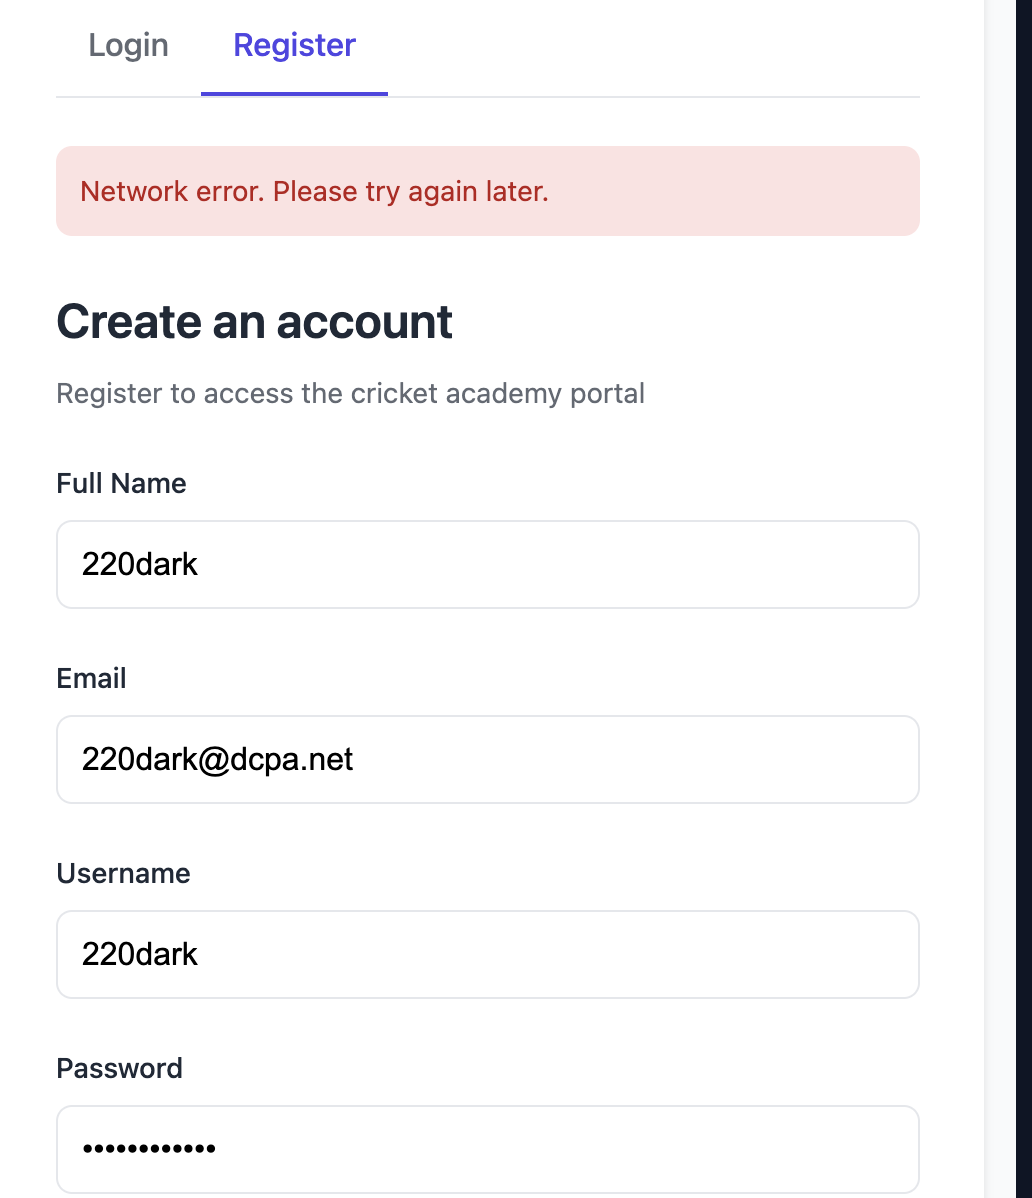 Login Register
Network error. Please try again later.
Create an account
Register to access the cricket academy portal
Full Name
220dark
Email
220dark@dcpa.net
Username
220dark
Password
••••••••••••